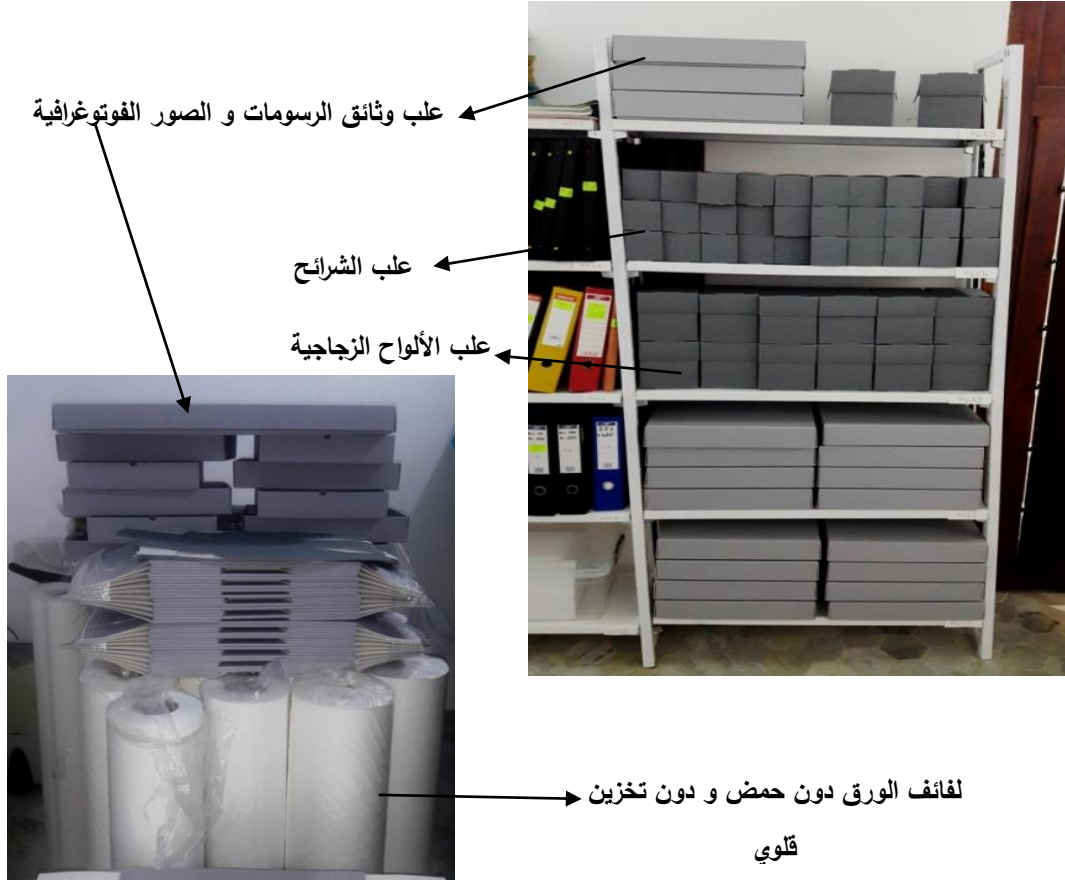 علب وثائق الرسومات و الصور الفوتوغرافية
علب الشرائح
علب الألواح الزجاجية
لفائف الورق دون حمض و دون تخزين
قلوي